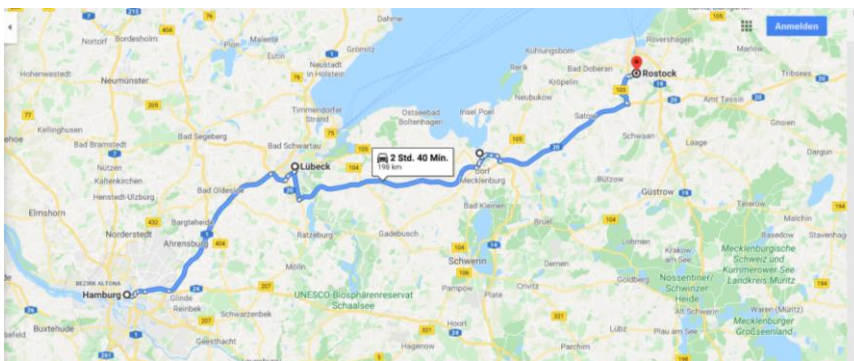 Anmelden
Dahme
Nortorf
Bordesholm
Plön
Malente
Eutin
Grömitz
Neustadt
in Holstein
Hohenwestedt
Neumünster
Timmendorfer
Strand
Ostseebad
Boltenhagen
Insel Poel
Rerik
Kühlungsborn
Bad Doberan
Kröpelin
Neubukow
Satow
Rostock
Rövershagen
Marlow
Tribsees
Amt Tessin
Gnoien
Schwaan
Laage
Dargun
Kellinghusen
Bad Bramstedt
Bad Segeberg
Bad Schwartau
Nützen
Kaltenkirchen
Henstedt-Ulzburg
Bad Oldesloe
Lübeck
2 Std. 40 Min.
198 km
Dorf
Mecklenburg
Bad Kleinen
Bützow
Güstrow
Teterow
Malchin
Elmshorn
Norderstedt
Bargteheide
Ahrensburg
Ratzeburg
Gadebusch
Brüel
Schwerin
Lohmen
Krakow
am See
Basedow
Stavenhag
Mecklenburgische
Schweiz und
Kummerower See
Landkreis Müritz
BEZIRK ALTONA
Hamburg
Glinde
Reinbek
Mölln
UNESCO-Biosphärenreservat
Schaalsee
Pampow
Plate
Crivitz
Demen
Goldberg
Nossentiner/
Schwinzer
Heide
Alt Schwerin
Waren (Müritz)
Mecklenburger
Großseenland
Buxtehude
Schwarzenbek
Geesthacht
Hagenow
Hoort
Parchim
Lübz
Plau am See